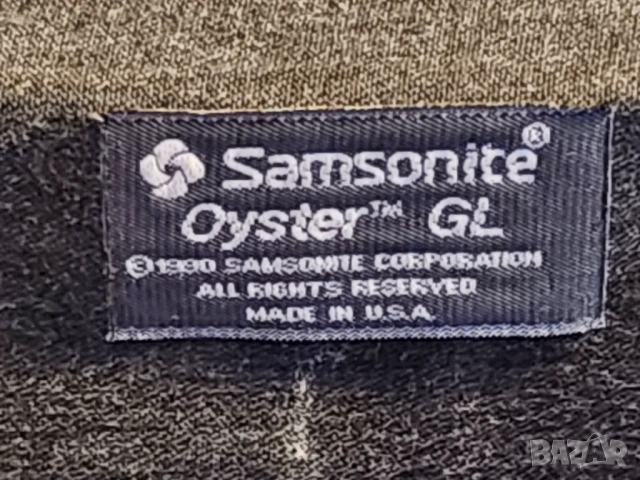 Samsonite®
Oyster™ GL
©1990 SAMSONITE CORPORATION
ALL RIGHTS RESERVED
MADE IN U.S.A.
BAZAR